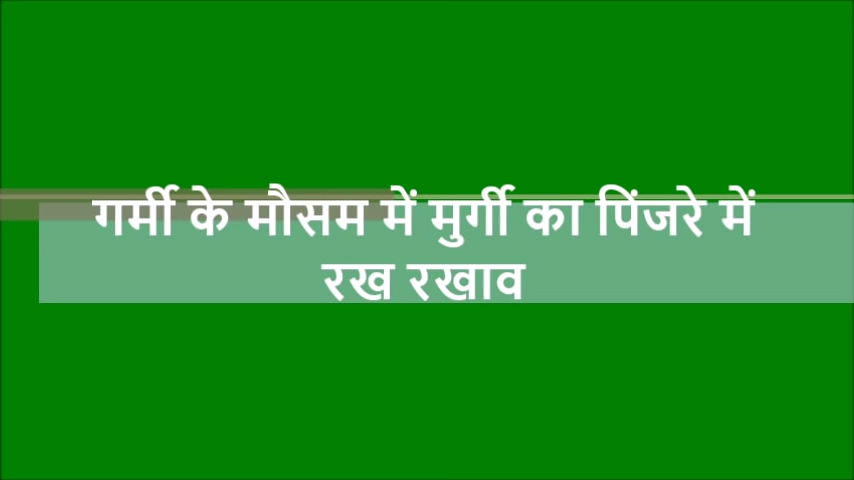 गर्मी के मौसम में मुर्गी का पिंजरे में
रख रखाव